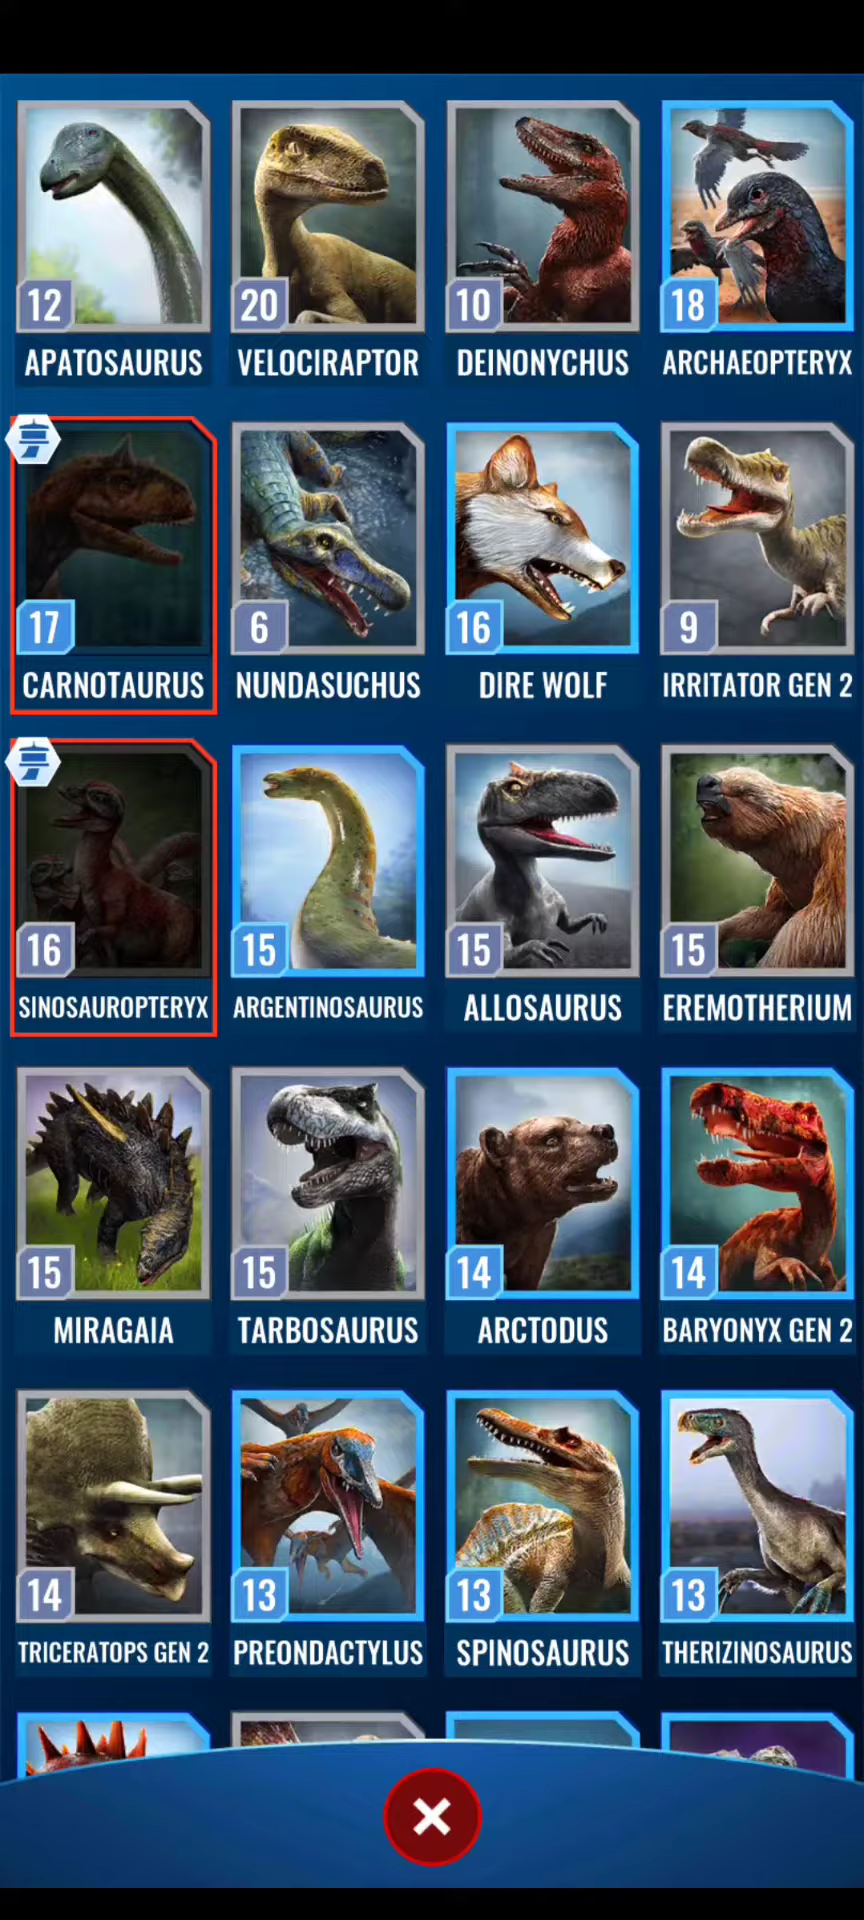 12
APATOSAURUS
20
VELOCIRAPTOR
10
DEINONYCHUS
18
ARCHAEOPTERYX
17
CARNOTAURUS
6
NUNDASUCHUS
16
DIRE WOLF
9
IRRITATOR GEN 2
16
SINOSAUROPTERYX
15
ARGENTINOSAURUS
15
ALLOSAURUS
15
EREMOTHERIUM
15
MIRAGAIA
15
TARBOSAURUS
14
ARCTODUS
14
BARYONYX GEN 2
14
TRICERATOPS GEN 2
13
PREONDACTYLUS
13
SPINOSAURUS
13
THERIZINOSAURUS